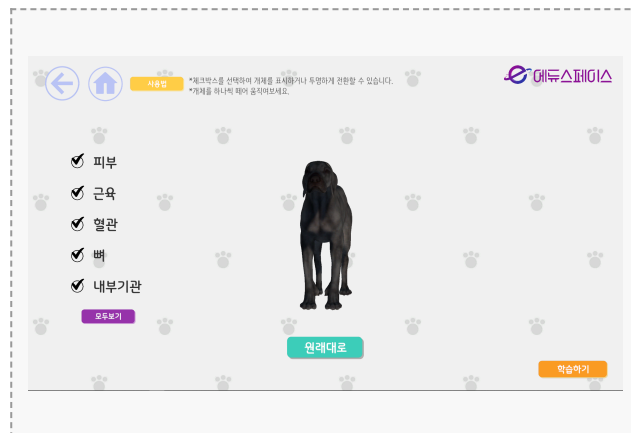 사용법
*체크박스를 선택하여 개체를 표시하거나 투명하게 전환할 수 있습니다.
*개체를 하나씩 떼어 움직여보세요.
에듀스페이스
피부
근육
혈관
뼈
내부기관
모두보기
원래대로
학습하기